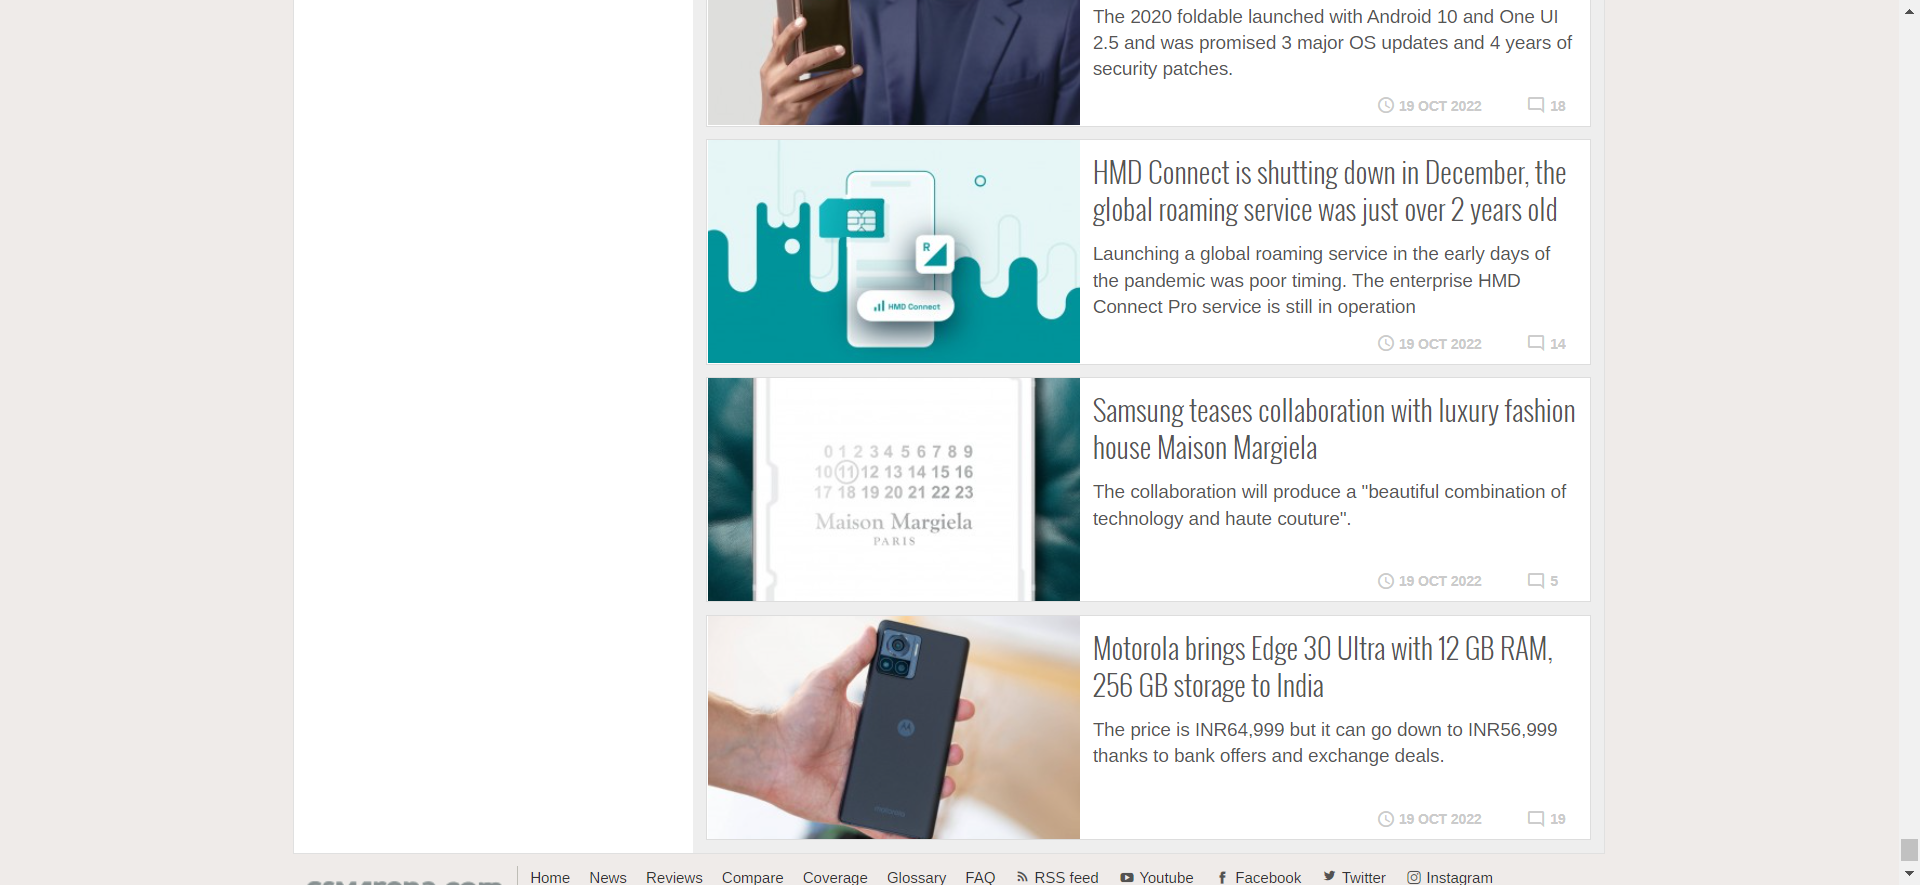 The 2020 foldable launched with Android 10 and One UI
2.5 and was promised 3 major OS updates and 4 years of
security patches.
19 OCT 2022 18
HMD Connect is shutting down in December, the
global roaming service was just over 2 years old
Launching a global roaming service in the early days of
the pandemic was poor timing. The enterprise HMD
Connect Pro service is still in operation
19 OCT 2022 14
R
HMD Connect
Samsung teases collaboration with luxury fashion
house Maison Margiela
The collaboration will produce a "beautiful combination of
technology and haute couture".
19 OCT 2022 5
0 1 2 3 4 5 6 7 8 9
10 11 12 13 14 15 16
17 18 19 20 21 22 23
Maison Margiela
PARIS
Motorola brings Edge 30 Ultra with 12 GB RAM,
256 GB storage to India
The price is INR64,999 but it can go down to INR56,999
thanks to bank offers and exchange deals.
19 OCT 2022 19
Home News Reviews Compare Coverage Glossary FAQ RSS feed Youtube Facebook Twitter Instagram